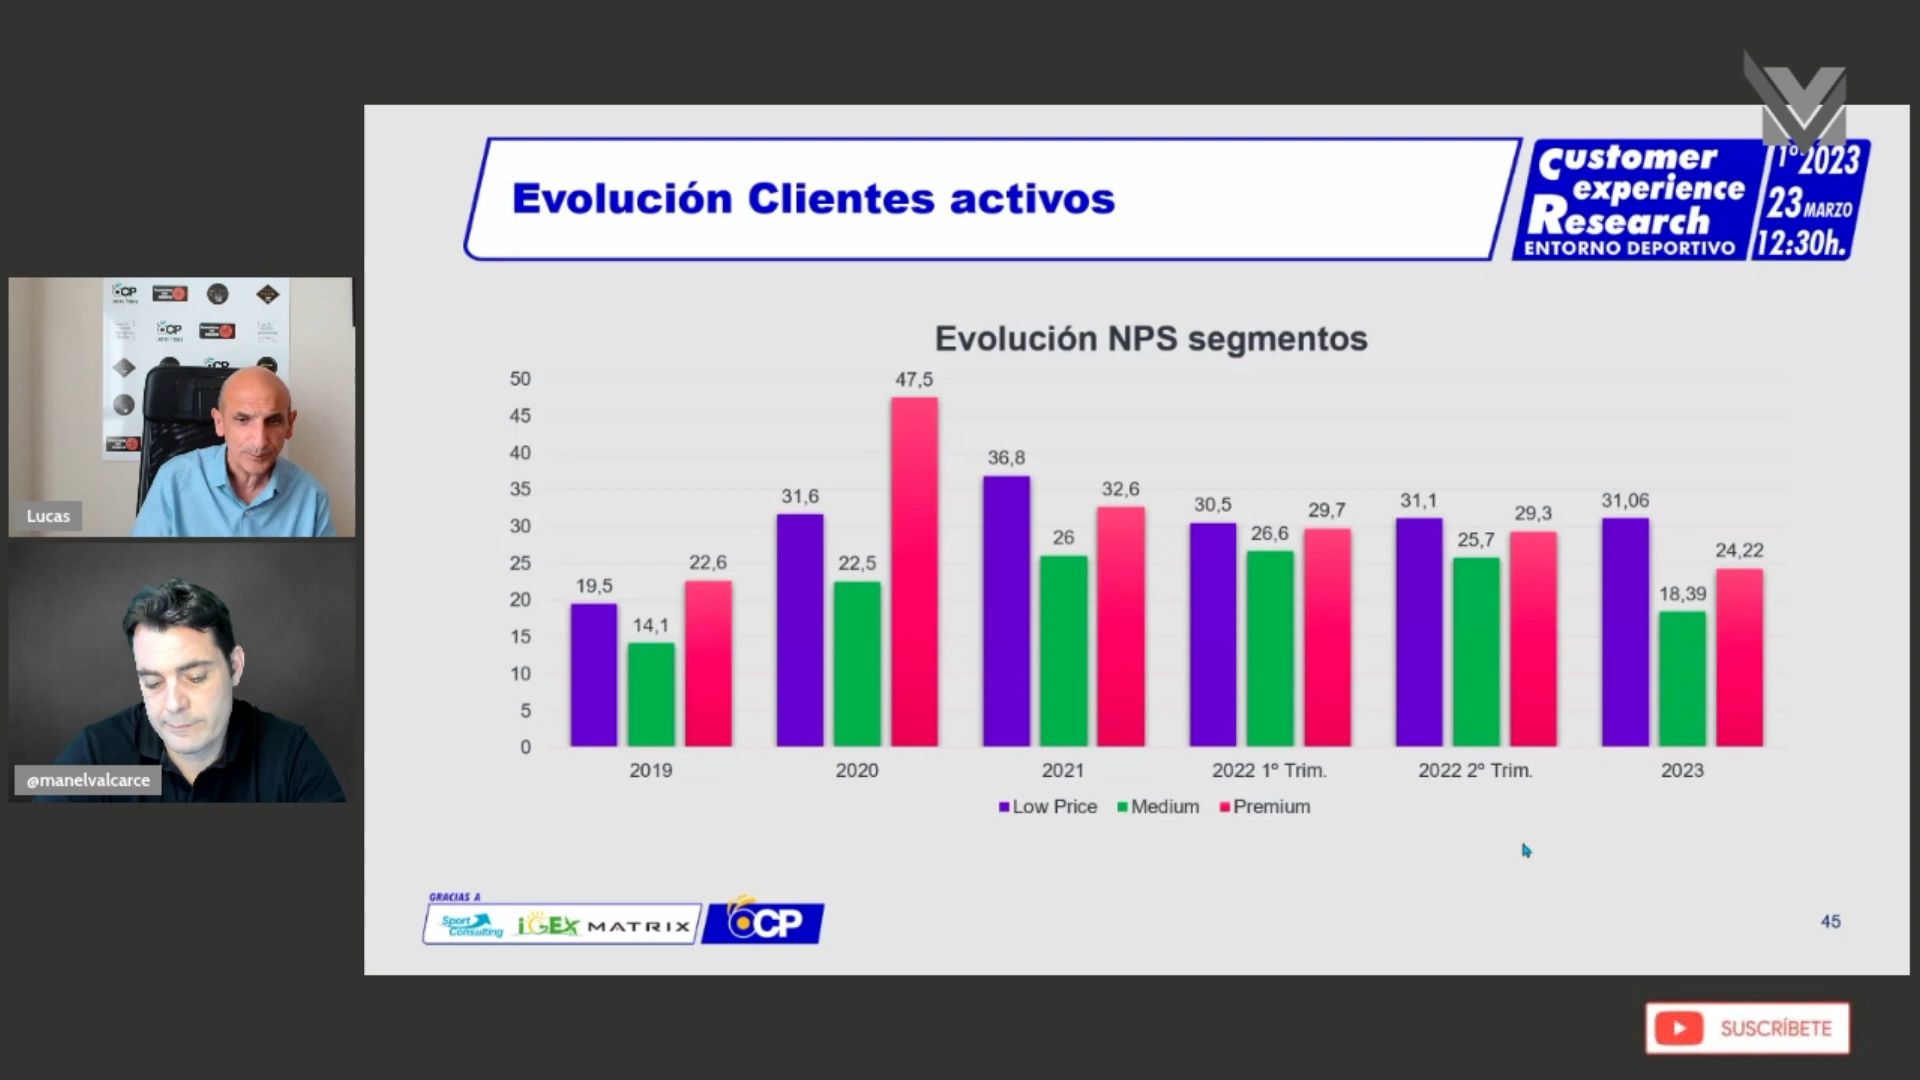 Evolución Clientes activos
Customer
experience
Research
ENTORNO DEPORTIVO
1º 2023
23 MARZO
12:30h.
Evolución NPS segmentos
50
45
40
35
30
25
20
15
10
5
0
19,5
14,1
22,6
31,6
22,5
47,5
36,8
26
32,6
30,5
26,6
29,7
31,1
25,7
29,3
31,06
18,39
24,22
2019
2020
2021
2022 1º Trim.
2022 2º Trim.
2023
Low Price
Medium
Premium
Lucas
@manelvalcarce
GRACIAS A
Sport
Consulting
iGEX
MATRIX
CP
45
SUSCRÍBETE